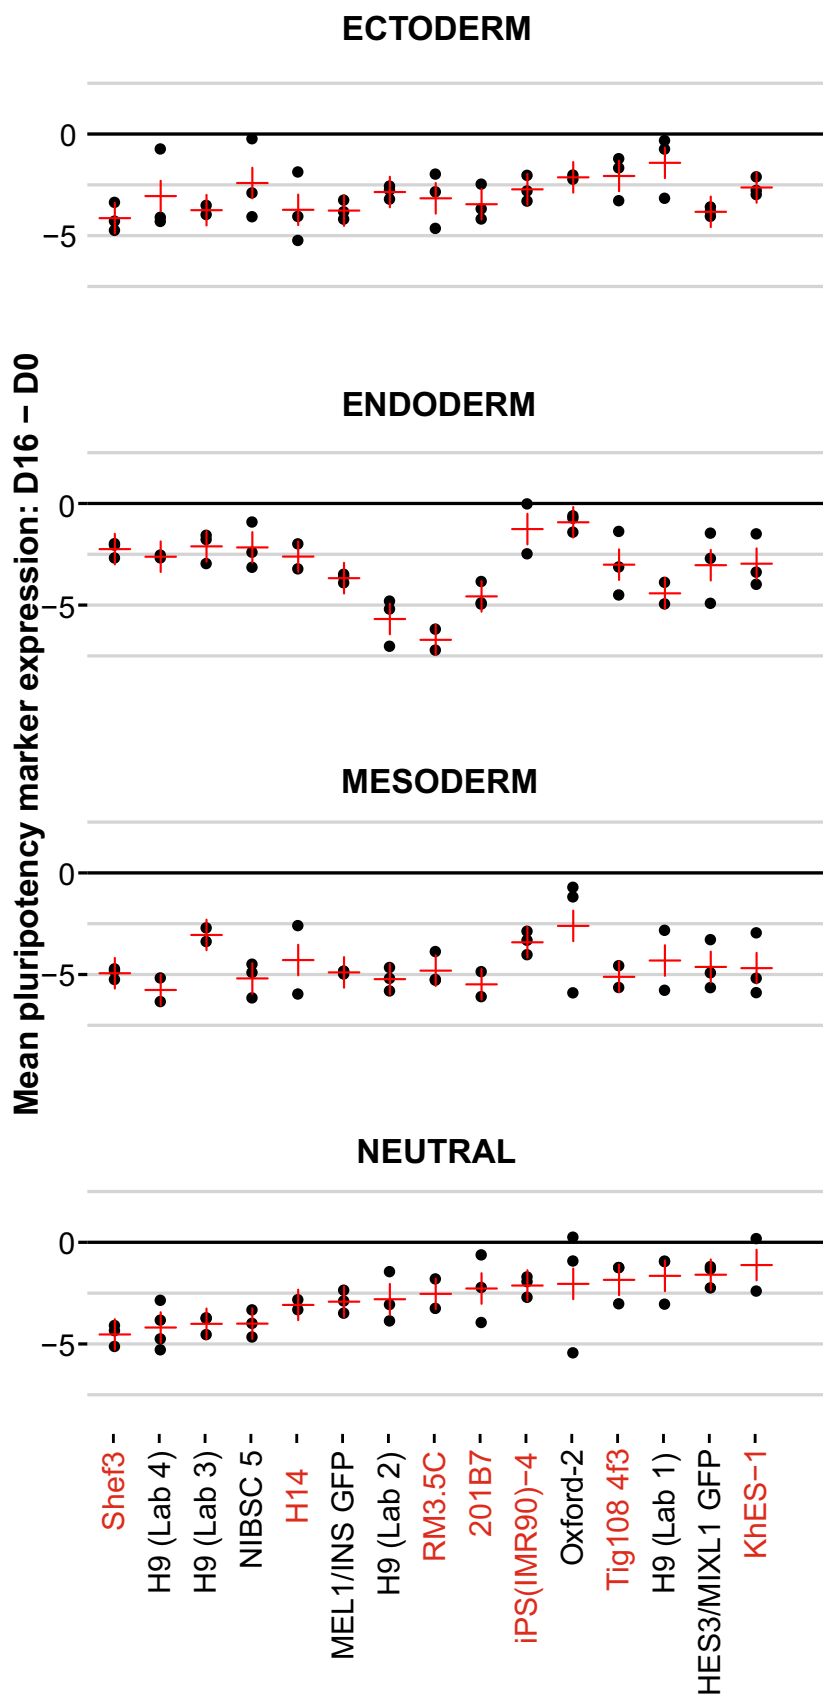 ECTODERM
0
−5
Mean pluripotency marker expression: D16 − D0
ENDODERM
0
−5
MESODERM
0
−5
NEUTRAL
0
−5
Shef3
H9 (Lab 4)
H9 (Lab 3)
NIBSC 5
H14
MEL1/INS GFP
H9 (Lab 2)
RM3.5C
201B7
iPS(IMR90)−4
Oxford-2
Tig108 4f3
H9 (Lab 1)
HES3/MIXL1 GFP
KhES−1